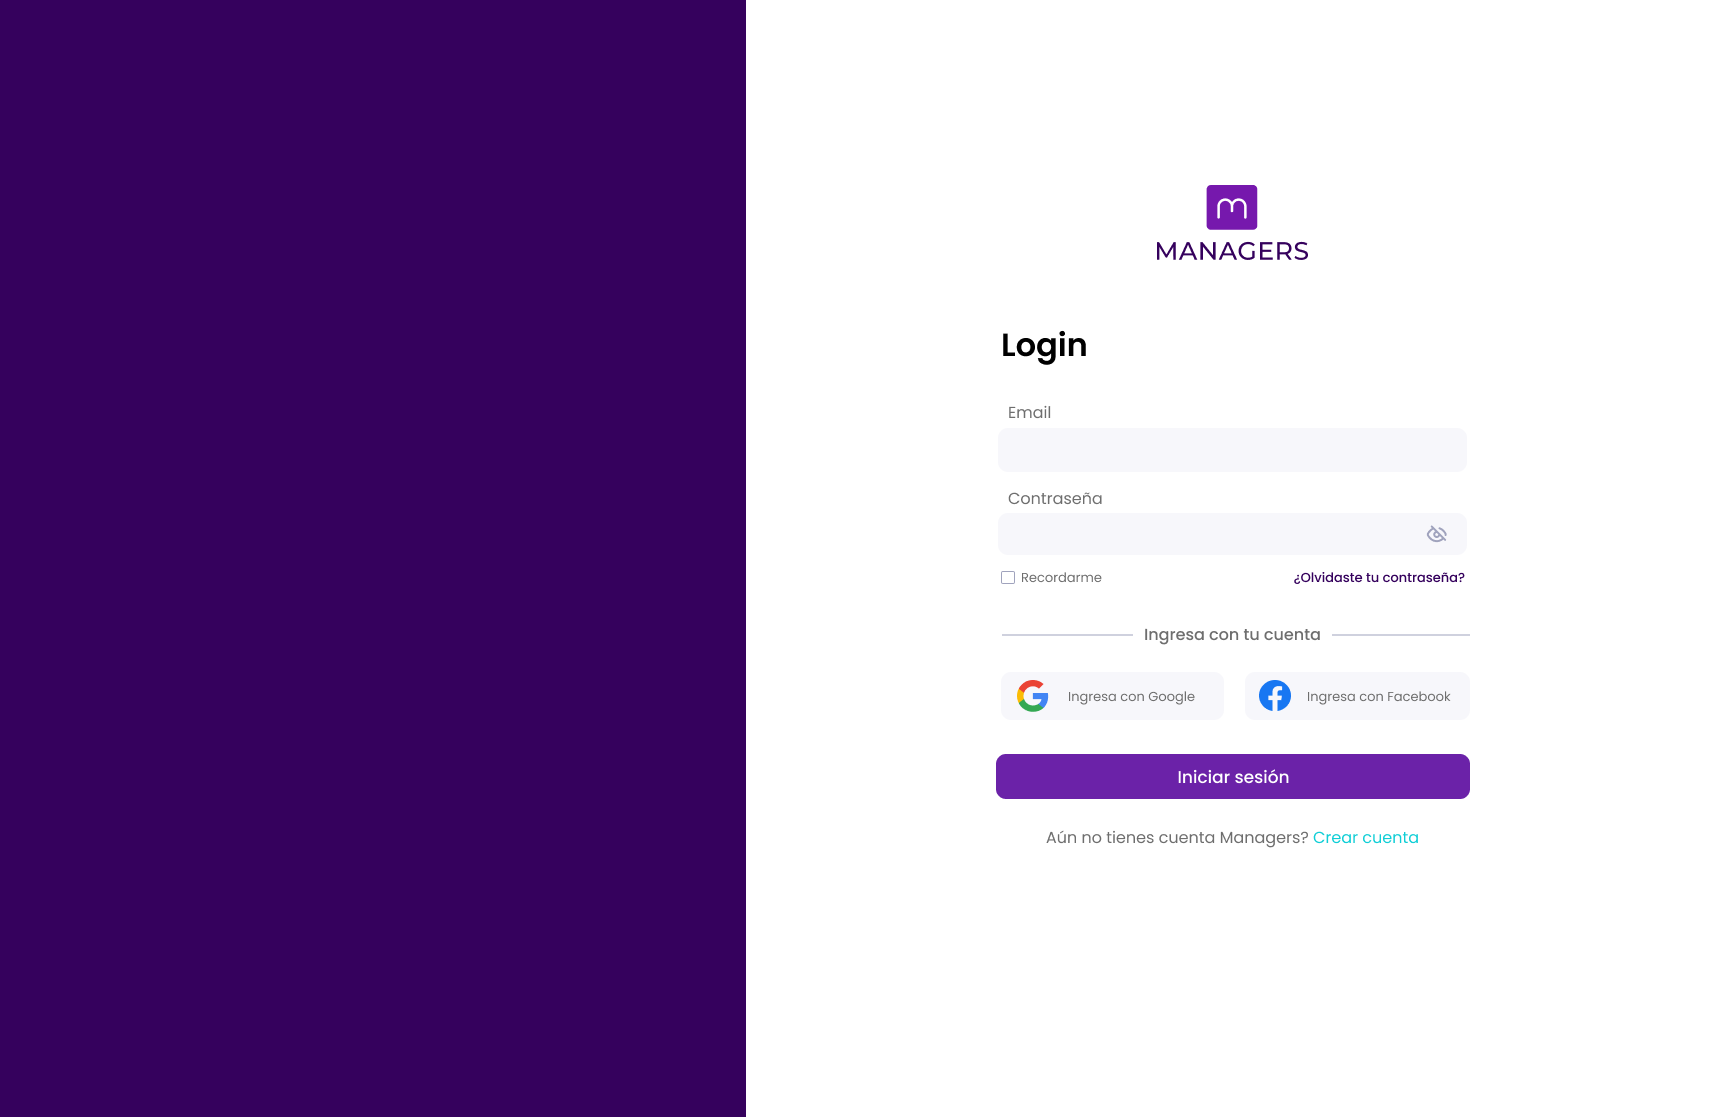 m
MANAGERS
Login
Email
Contraseña
Recordarme
¿Olvidaste tu contraseña?
Ingresa con tu cuenta
Ingresa con Google
Ingresa con Facebook
Iniciar sesión
Aún no tienes cuenta Managers? Crear cuenta